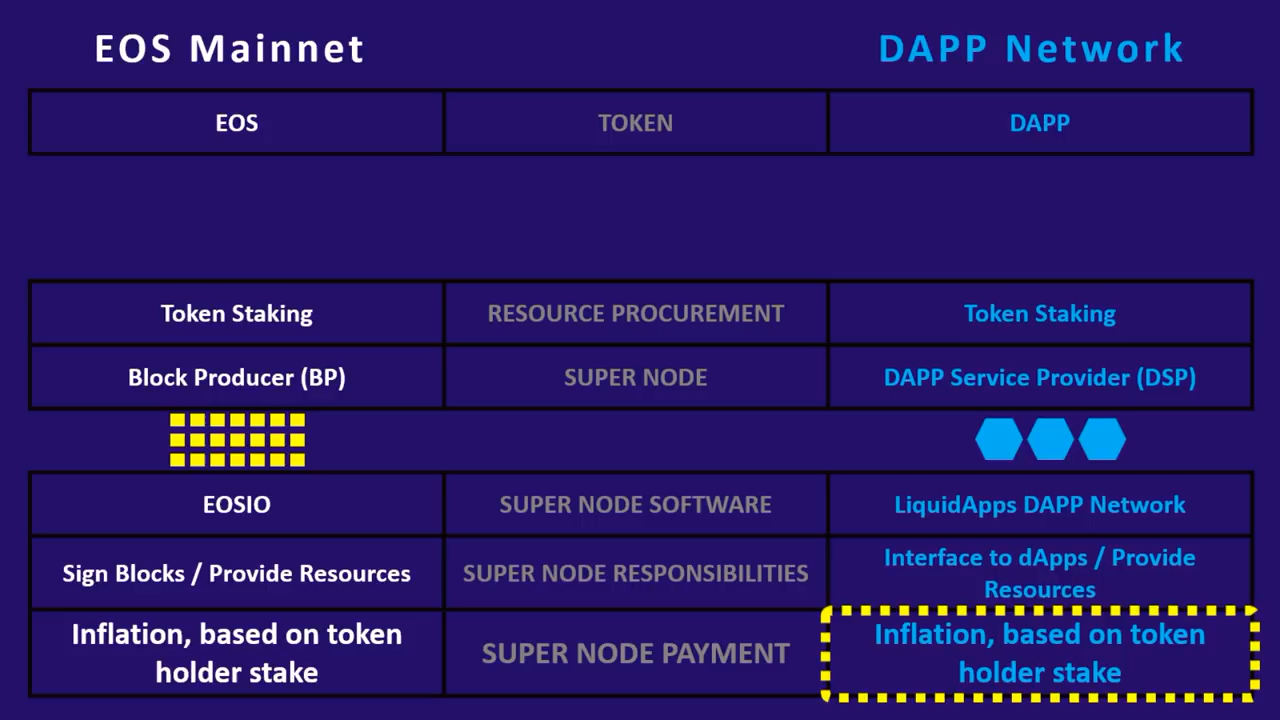 EOS Mainnet
DAPP Network
EOS
TOKEN
DAPP
Token Staking
RESOURCE PROCUREMENT
Token Staking
Block Producer (BP)
SUPER NODE
DAPP Service Provider (DSP)
EOSIO
SUPER NODE SOFTWARE
LiquidApps DAPP Network
Sign Blocks / Provide Resources
SUPER NODE RESPONSIBILITIES
Interface to dApps / Provide
Resources
Inflation, based on token
holder stake
SUPER NODE PAYMENT
Inflation, based on token
holder stake